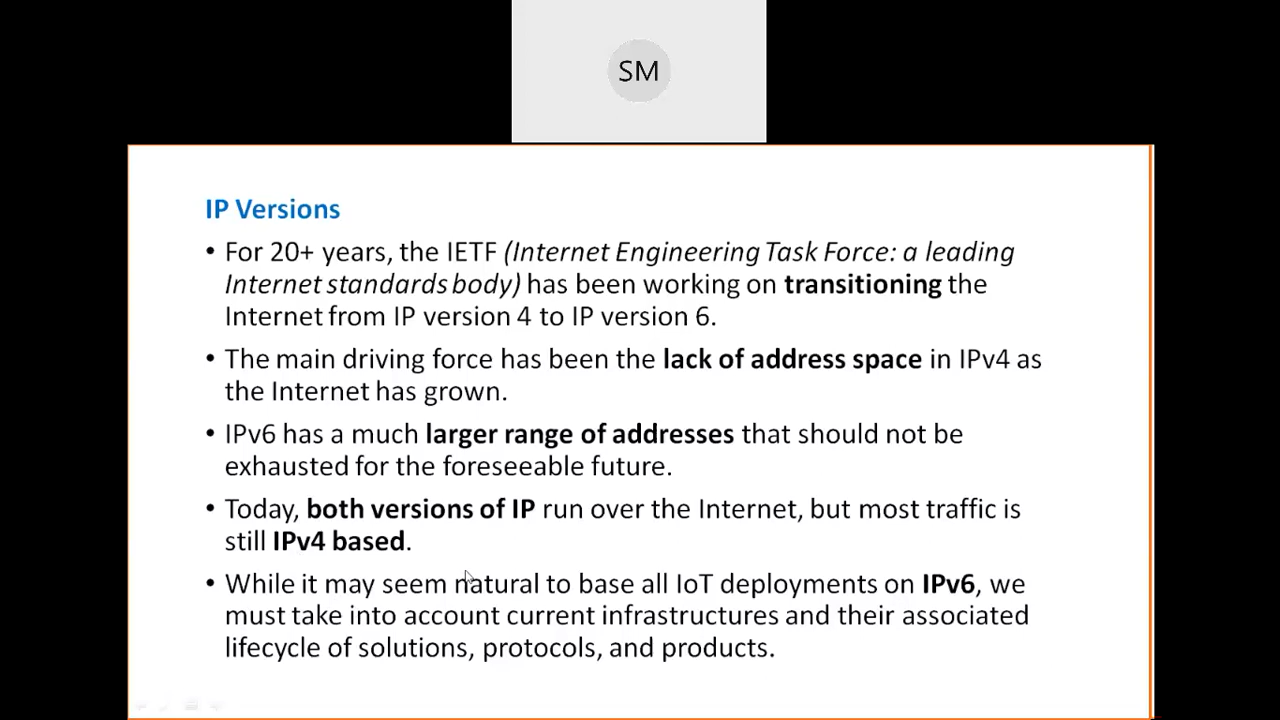 SM
IP Versions
• For 20+ years, the IETF (Internet Engineering Task Force: a leading
Internet standards body) has been working on transitioning the
Internet from IP version 4 to IP version 6.
• The main driving force has been the lack of address space in IPv4 as
the Internet has grown.
• IPv6 has a much larger range of addresses that should not be
exhausted for the foreseeable future.
• Today, both versions of IP run over the Internet, but most traffic is
still IPv4 based.
• While it may seem natural to base all IoT deployments on IPv6, we
must take into account current infrastructures and their associated
lifecycle of solutions, protocols, and products.